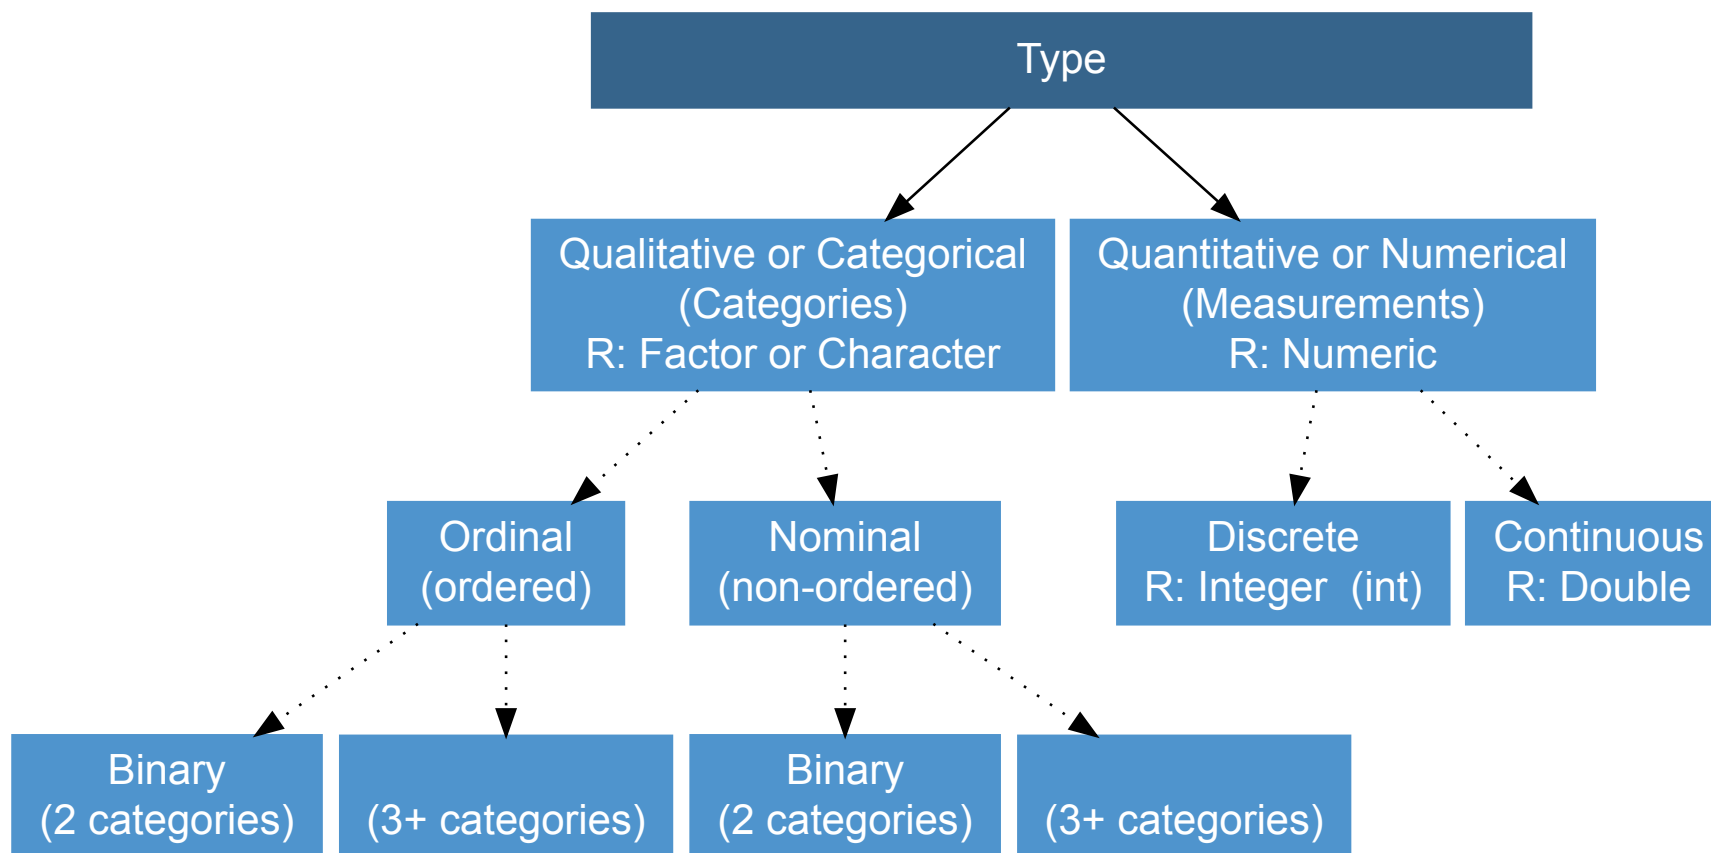 Type
Qualitative or Categorical
(Categories)
R: Factor or Character
Quantitative or Numerical
(Measurements)
R: Numeric
Ordinal
(ordered)
Nominal
(non-ordered)
Discrete
R: Integer  (int)
Continuous
R: Double
Binary
(2 categories)
(3+ categories)
Binary
(2 categories)
(3+ categories)